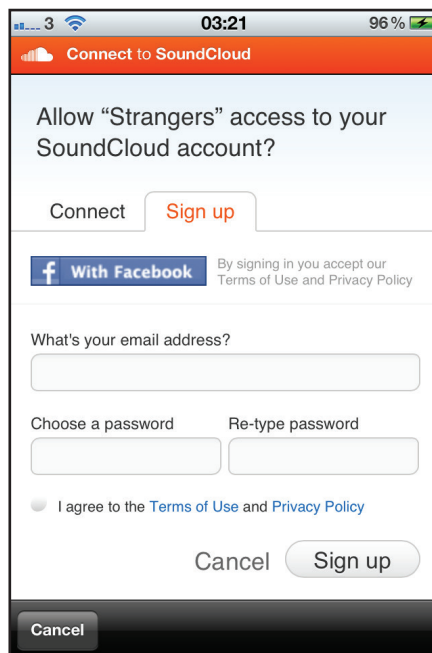 3 03:21 96%
Connect to SoundCloud
Allow “Strangers” access to your
SoundCloud account?
Connect Sign up
f With Facebook
By signing in you accept our
Terms of Use and Privacy Policy
What's your email address?
Choose a password Re-type password
I agree to the Terms of Use and Privacy Policy
Cancel Sign up
Cancel